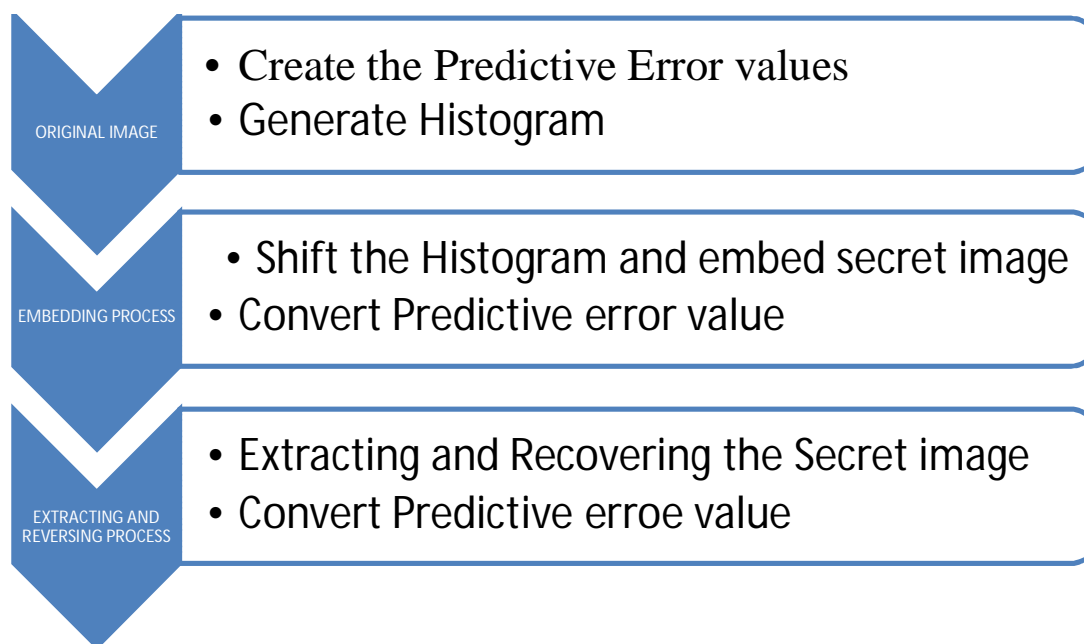 ORIGINAL IMAGE
• Create the Predictive Error values
• Generate Histogram
EMBEDDING PROCESS
• Shift the Histogram and embed secret image
• Convert Predictive error value
EXTRACTING AND
REVERSING PROCESS
• Extracting and Recovering the Secret image
• Convert Predictive erroe value